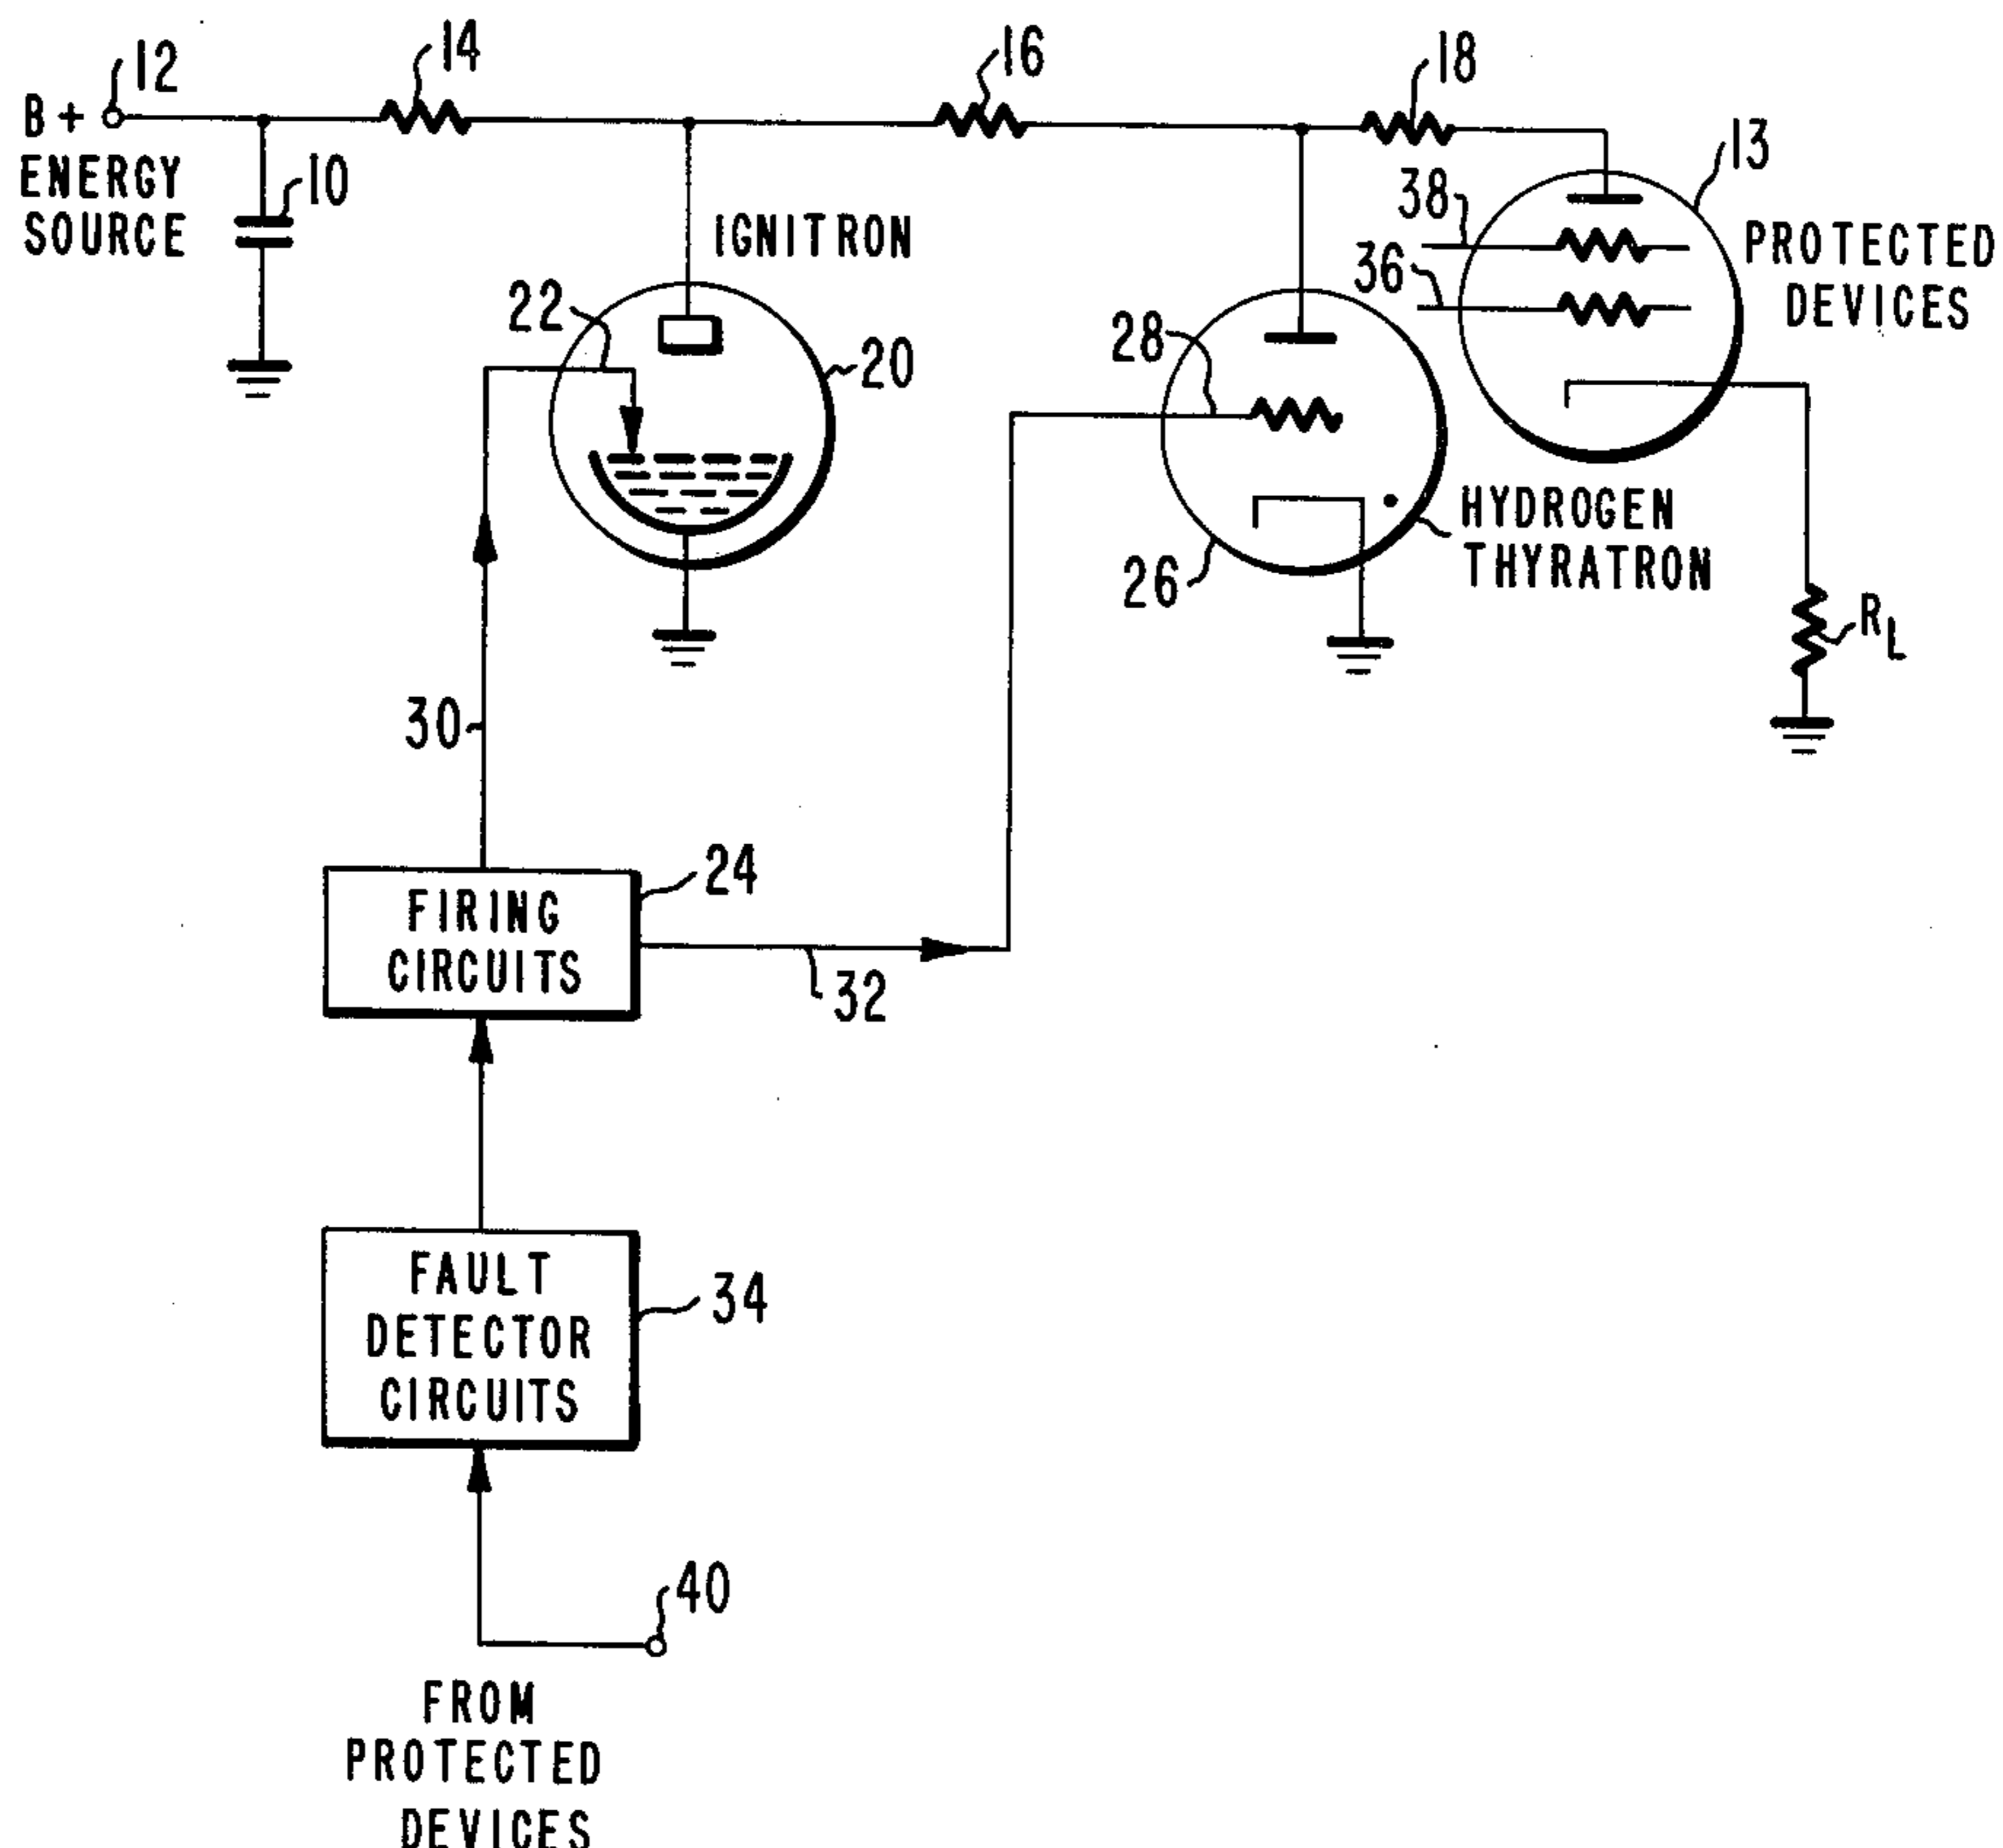 12
14
16
18
B+
ENERGY
SOURCE
10
IGNITRON
13
38
36
PROTECTED
DEVICES
22
20
28
HYDROGEN
THYRATRON
26
RL
30
24
FIRING
CIRCUITS
32
FAULT
DETECTOR
CIRCUITS
34
40
FROM
PROTECTED
DEVICES